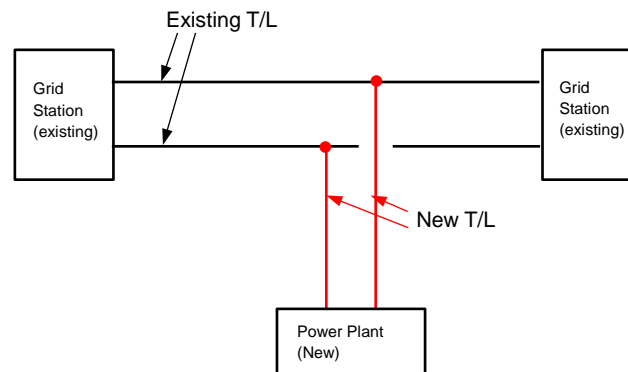 Existing T/L
Grid
Station
(existing)
Grid
Station
(existing)
New T/L
Power Plant
(New)